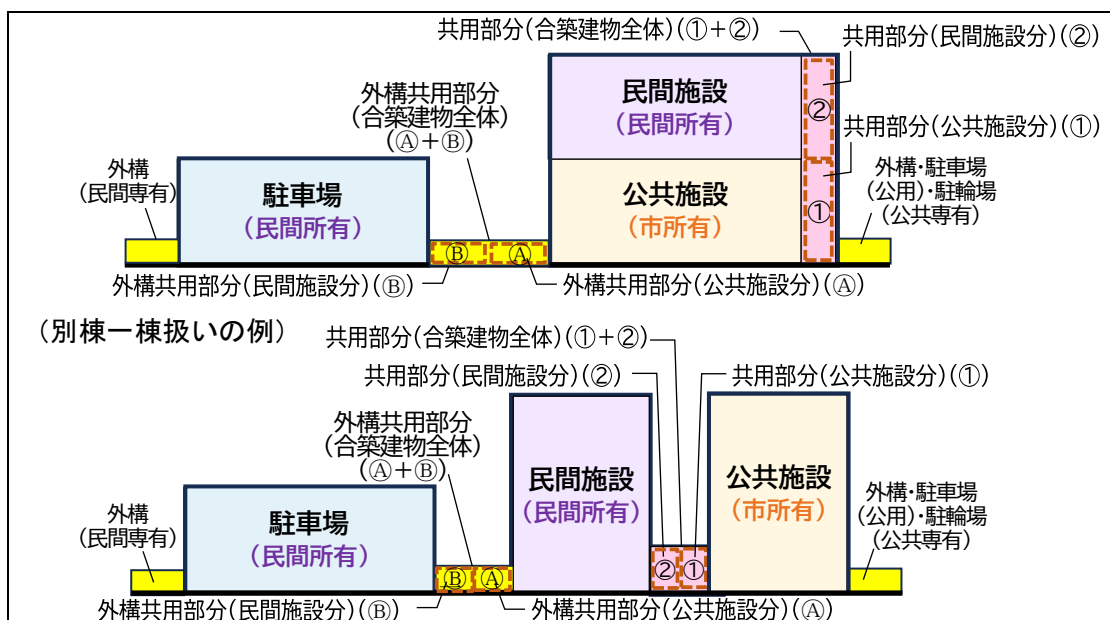 共用部分(合築建物全体)(①+②)
共用部分(民間施設分)(②)
外構共用部分
(合築建物全体)
(Ⓐ+Ⓑ)
民間施設
(民間所有)
②
共用部分(公共施設分)(①)
外構
(民間専有)
駐車場
(民間所有)
公共施設
(市所有)
①
外構・駐車場
(公用)・駐輪場
(公共専有)
Ⓑ
Ⓐ
外構共用部分(民間施設分)(Ⓑ)
外構共用部分(公共施設分)(Ⓐ)
(別棟一棟扱いの例)
共用部分(合築建物全体)(①+②)
共用部分(民間施設分)(②)
共用部分(公共施設分)(①)
外構共用部分
(合築建物全体)
(Ⓐ+Ⓑ)
民間施設
(民間所有)
公共施設
(市所有)
外構
(民間専有)
駐車場
(民間所有)
外構・駐車場
(公用)・駐輪場
(公共専有)
Ⓑ
Ⓐ
②
①
外構共用部分(民間施設分)(Ⓑ)
外構共用部分(公共施設分)(Ⓐ)